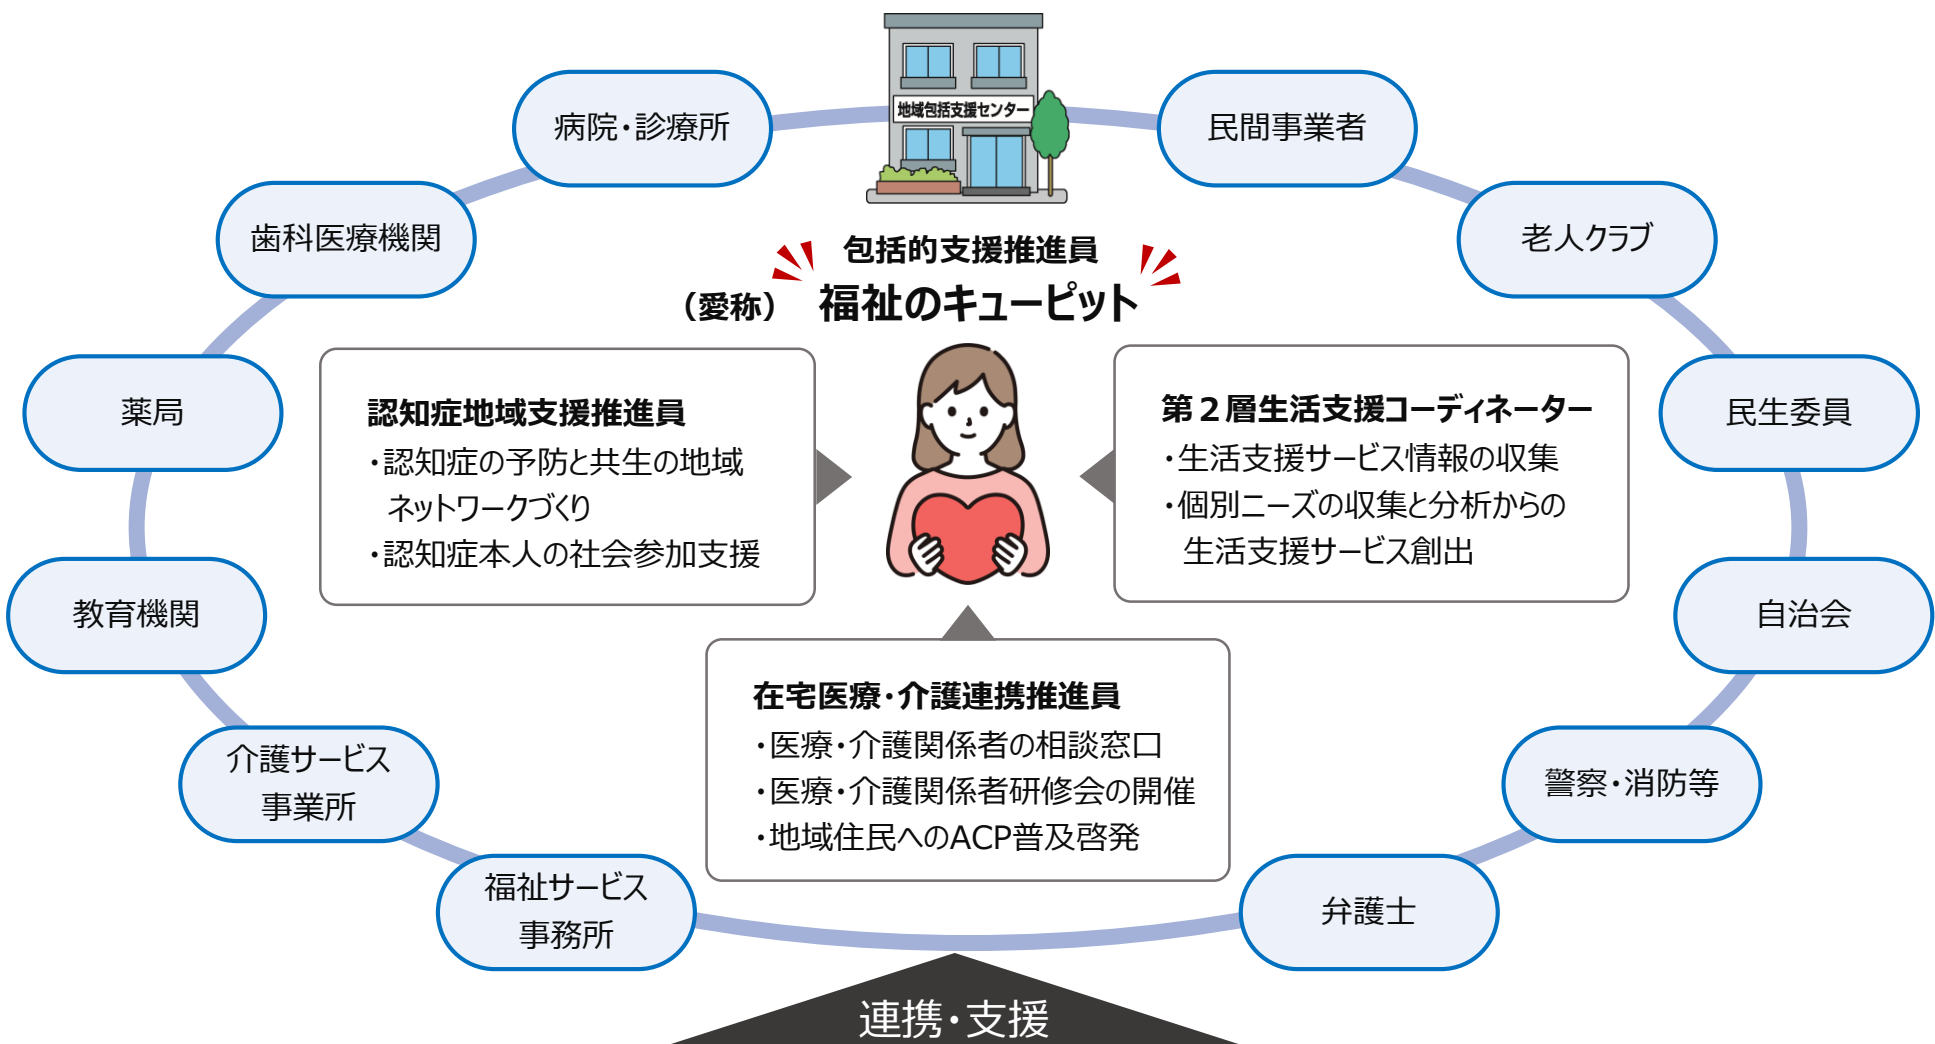 地域包括支援センター
病院・診療所
民間事業者
歯科医療機関
老人クラブ
包括的支援推進員
（愛称） 福祉のキューピット
薬局
民生委員
認知症地域支援推進員
・認知症の予防と共生の地域
ネットワークづくり
・認知症本人の社会参加支援
第２層生活支援コーディネーター
・生活支援サービス情報の収集
・個別ニーズの収集と分析からの
生活支援サービス創出
教育機関
自治会
在宅医療・介護連携推進員
・医療・介護関係者の相談窓口
・医療・介護関係者研修会の開催
・地域住民へのACP普及啓発
介護サービス
事業所
警察・消防等
福祉サービス
事務所
弁護士
連携・支援